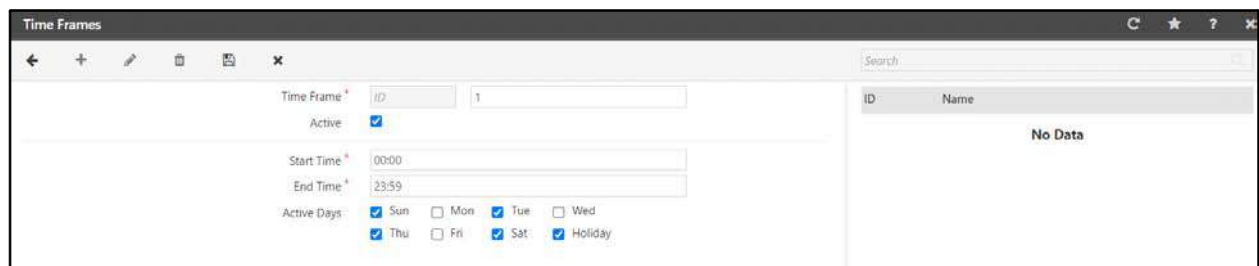 Time Frames
?
Search
Time Frame * ID 1
Active
Start Time * 00:00
End Time * 23:59
Active Days Sun Mon Tue Wed
Thu Fri Sat Holiday
ID Name
No Data